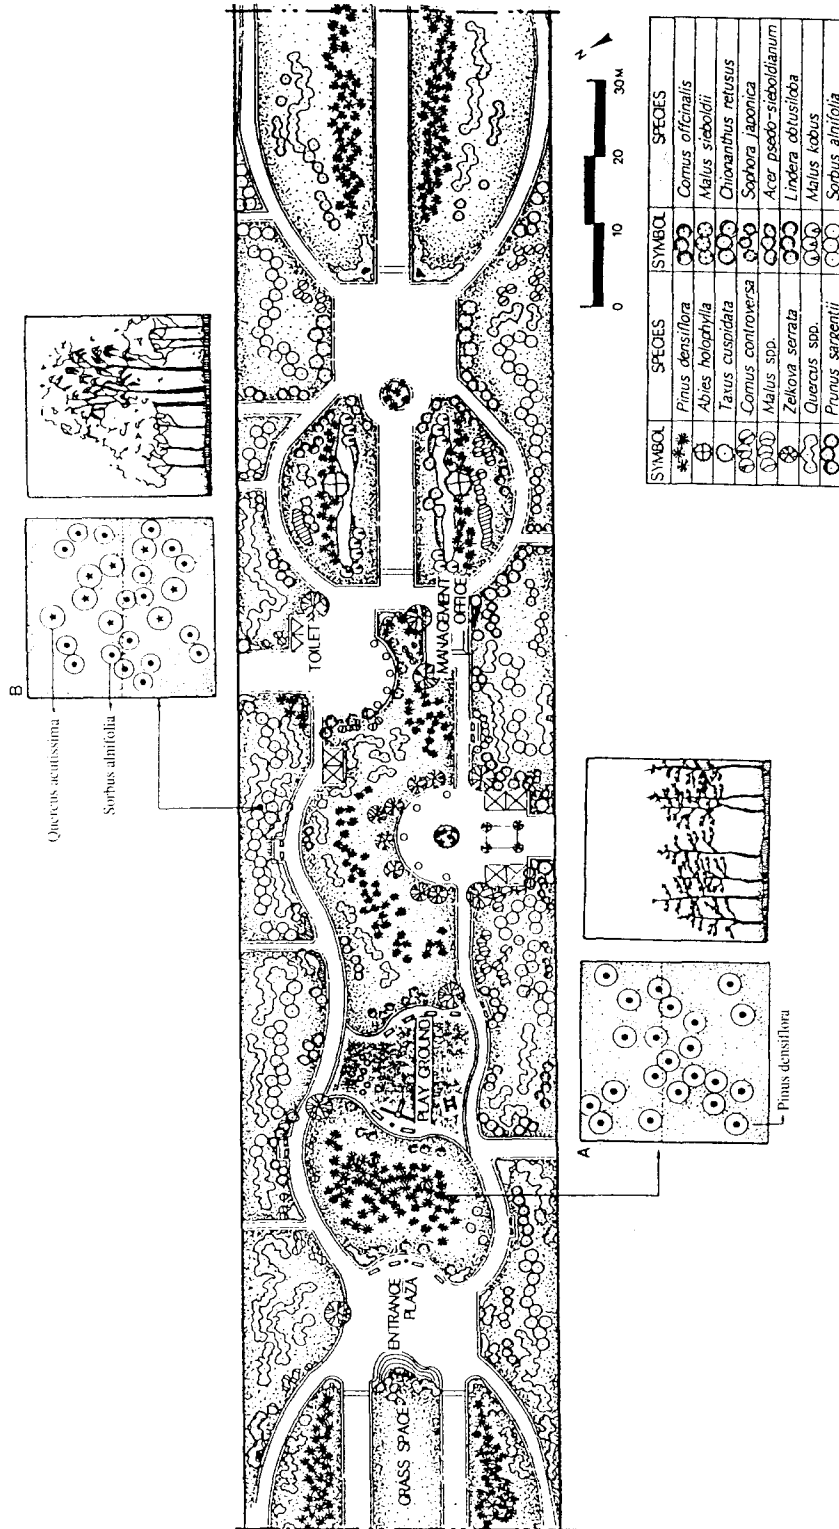 B
Quercus acutissima
Sorbus alnifolia
TOILET
MANAGEMENT
OFFICE
PLAY GROUND
ENTRANCE
PLAZA
GRASS SPACE
A
Pinus densiflora
N
0 10 20 30M
SYMBOL SPECIES SYMBOL SPECIES
Pinus densiflora Cornus officinalis
Abies holophylla Malus sieboldii
Taxus cuspidata Chionanthus retusus
Cornus controversa Sophora japonica
Malus spp. Acer psedo-sieboldianum
Zelkova serrata Lindera obtusiloba
Quercus spp. Malus kobus
Prunus sargentii Sorbus alnifolia